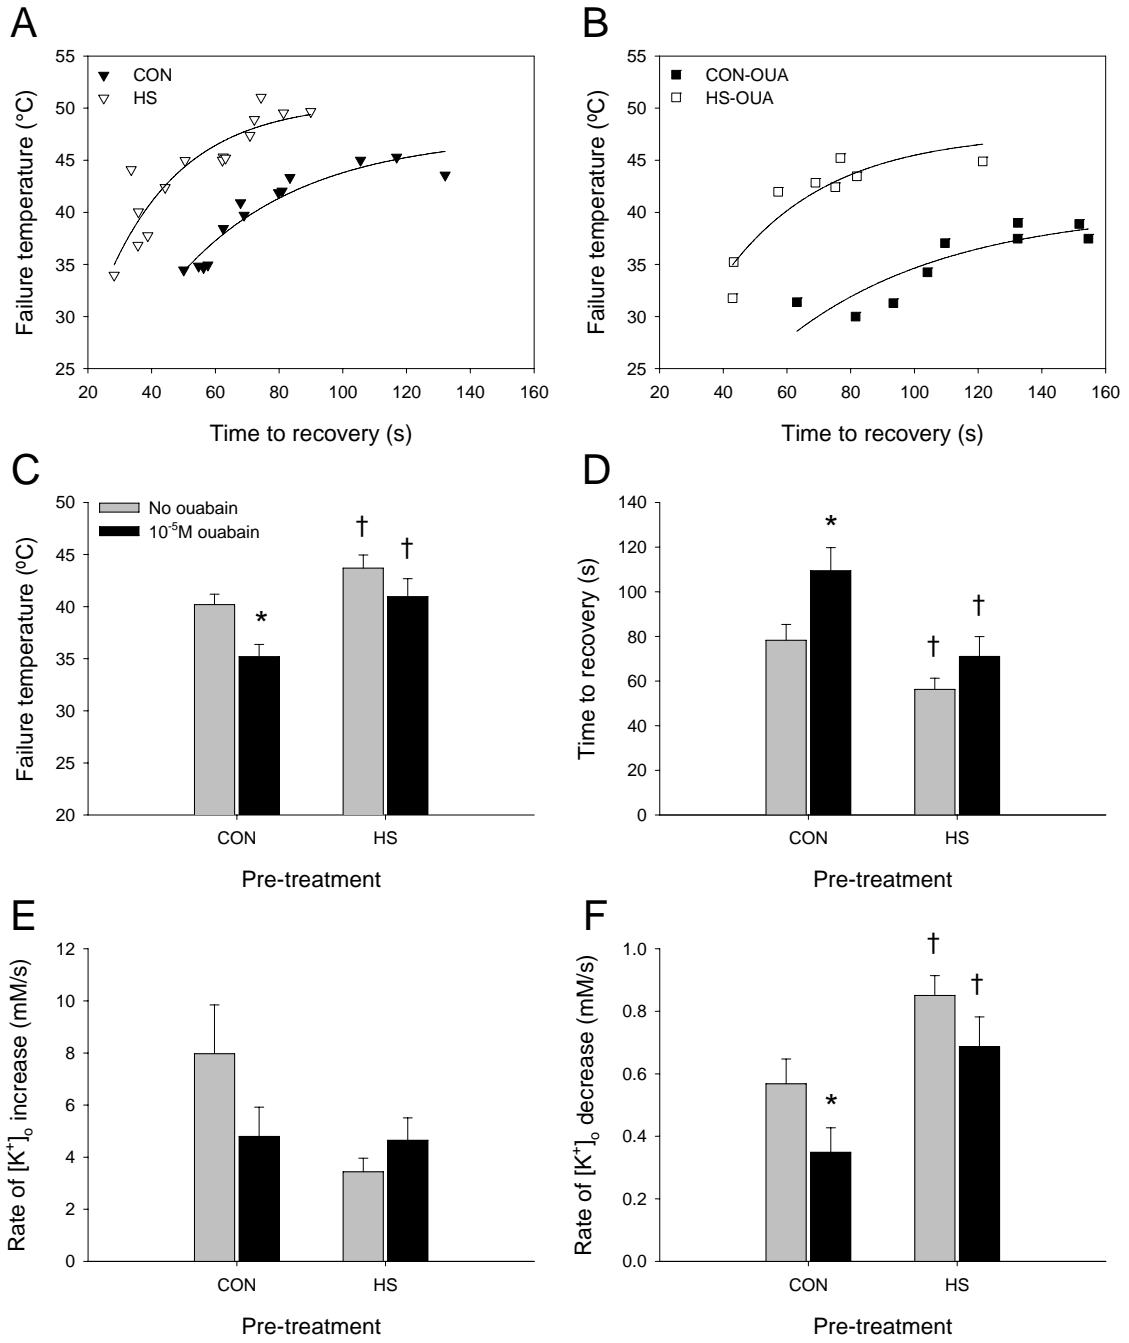 A
B
55
50
45
40
35
30
25
CON
HS
Failure temperature (°C)
20 40 60 80 100 120 140 160
Time to recovery (s)
55
50
45
40
35
30
25
CON-OUA
HS-OUA
Failure temperature (ºC)
20 40 60 80 100 120 140 160
Time to recovery (s)
C
D
50
45
40
35
30
25
20
No ouabain
10⁻⁵M ouabain
*
†
†
Failure temperature (ºC)
CON HS
Pre-treatment
140
120
100
80
60
40
20
0
*
†
†
Time to recovery (s)
CON HS
Pre-treatment
E
F
12
10
8
6
4
2
0
Rate of [K⁺]ₒ increase (mM/s)
CON HS
Pre-treatment
1.0
0.8
0.6
0.4
0.2
0.0
*
†
†
Rate of [K⁺]ₒ decrease (mM/s)
CON HS
Pre-treatment